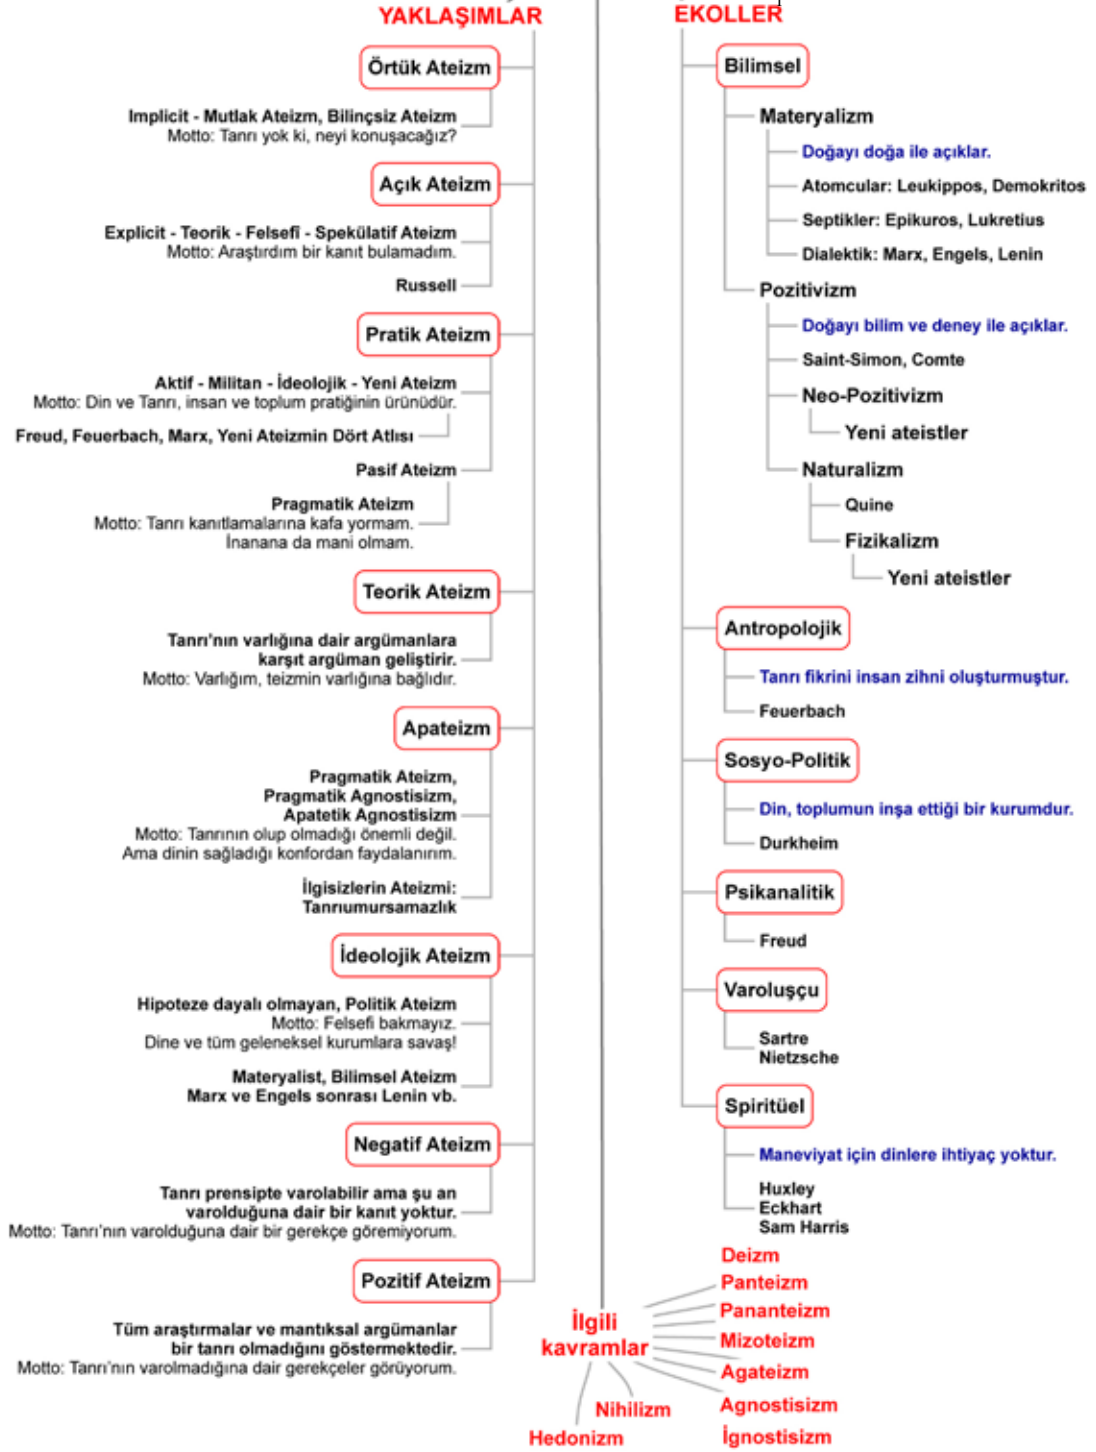 YAKLAŞIMLAR
Örtük Ateizm
Implicit - Mutlak Ateizm, Bilinçsiz Ateizm
Motto: Tanrı yok ki, neyi konuşacağız?
Açık Ateizm
Explicit - Teorik - Felsefî - Spekülatif Ateizm
Motto: Araştırdım bir kanıt bulamadım.
Russell
Pratik Ateizm
Aktif - Militan - İdeolojik - Yeni Ateizm
Motto: Din ve Tanrı, insan ve toplum pratiğinin ürünüdür.
Freud, Feuerbach, Marx, Yeni Ateizmin Dört Atlısı
Pasif Ateizm
Pragmatik Ateizm
Motto: Tanrı kanıtlamalarına kafa yormam.
İnanana da mani olmam.
Teorik Ateizm
Tanrı'nın varlığına dair argümanlara
karşıt argüman geliştirir.
Motto: Varlığım, teizmin varlığına bağlıdır.
Apateizm
Pragmatik Ateizm,
Pragmatik Agnostisizm,
Apatetik Agnostisizm
Motto: Tanrının olup olmadığı önemli değil.
Ama dinin sağladığı konfordan faydalanırım.
İlgisizlerin Ateizmi:
Tanrıumursamazlık
İdeolojik Ateizm
Hipoteze dayalı olmayan, Politik Ateizm
Motto: Felsefî bakmayız.
Dine ve tüm geleneksel kurumlara savaş!
Materyalist, Bilimsel Ateizm
Marx ve Engels sonrası Lenin vb.
Negatif Ateizm
Tanrı prensipte varolabilir ama şu an
varolduğuna dair bir kanıt yoktur.
Motto: Tanrı'nın varolduğuna dair bir gerekçe göremiyorum.
Pozitif Ateizm
Tüm araştırmalar ve mantıksal argümanlar
bir tanrı olmadığını göstermektedir.
Motto: Tanrı'nın varolmadığına dair gerekçeler görüyorum.
EKOLLER
Bilimsel
Materyalizm
Doğayı doğa ile açıklar.
Atomcular: Leukippos, Demokritos
Septikler: Epikuros, Lukretius
Dialektik: Marx, Engels, Lenin
Pozitivizm
Doğayı bilim ve deney ile açıklar.
Saint-Simon, Comte
Neo-Pozitivizm
Yeni ateistler
Naturalizm
Quine
Fizikalizm
Yeni ateistler
Antropolojik
Tanrı fikrini insan zihni oluşturmuştur.
Feuerbach
Sosyo-Politik
Din, toplumun inşa ettiği bir kurumdur.
Durkheim
Psikanalitik
Freud
Varoluşçu
Sartre
Nietzsche
Spiritüel
Maneviyat için dinlere ihtiyaç yoktur.
Huxley
Eckhart
Sam Harris
İlgili
kavramlar
Deizm
Panteizm
Pananteizm
Mizoteizm
Agateizm
Agnostisizm
İgnostisizm
Nihilizm
Hedonizm